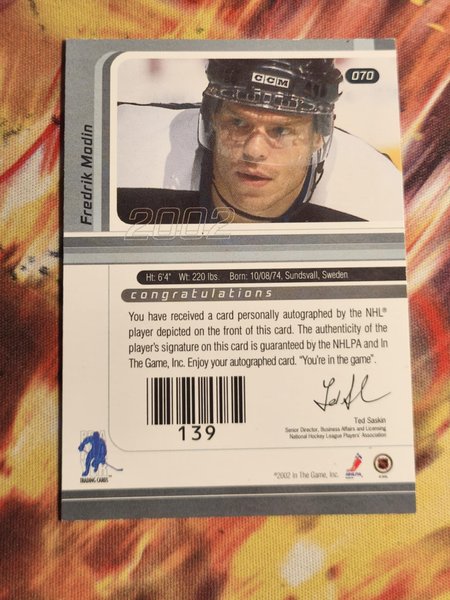 CCM
070
Fredrik Modin
2002
Ht: 6'4" Wt: 220 lbs. Born: 10/08/74, Sundsvall, Sweden
congratulations
You have received a card personally autographed by the NHL®
player depicted on the front of this card. The authenticity of the
player's signature on this card is guaranteed by the NHLPA and In
The Game, Inc. Enjoy your autographed card. "You're in the game".
139
Ted Saskin
Senior Director, Business Affairs and Licensing
National Hockey League Players' Association
TRADING CARDS
©2002 In The Game, Inc.
NHLPA